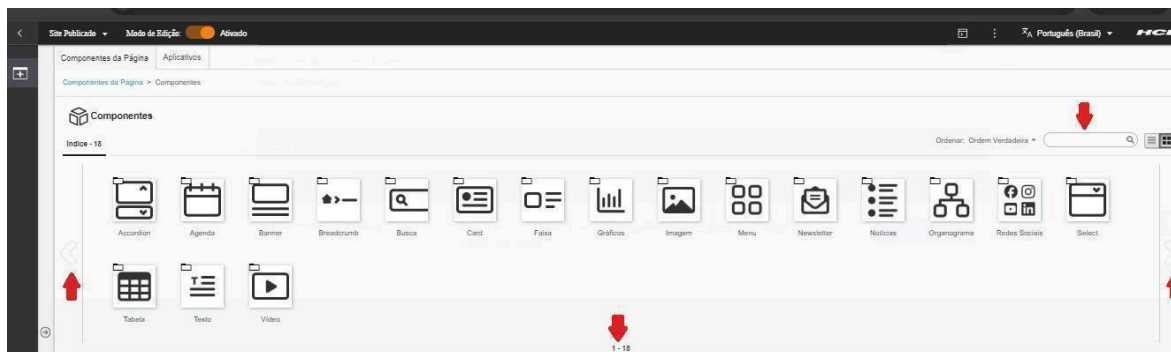 Site Publicado Modo de Edição: Ativado Português (Brasil) HCL
Componentes da Página Aplicativos
Componentes da Página > Componentes
Componentes
Indice - 18 Ordenar: Ordem Verdadeira
Accordion Agenda Banner Breadcrumb Busca Card Faixa Gráficos Imagem Menu Newsletter Notícias Organograma Redes Sociais Select
Tabela Texto Vídeo
1 - 18